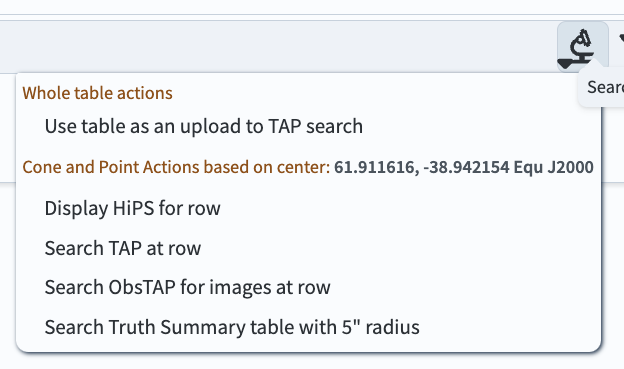 Whole table actions
Use table as an upload to TAP search
Cone and Point Actions based on center: 61.911616, -38.942154 Equ J2000
Display HiPS for row
Search TAP at row
Search ObsTAP for images at row
Search Truth Summary table with 5" radius